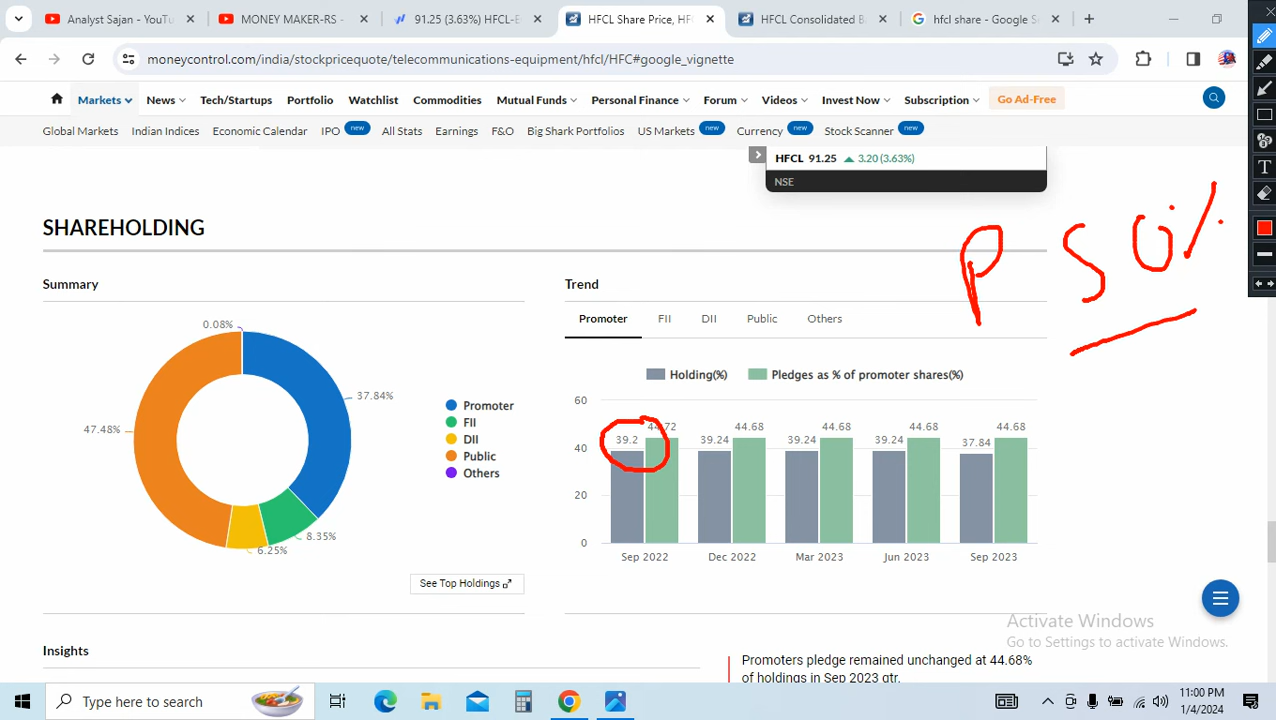 Analyst Sajan - YouTu
MONEY MAKER-RS -
91.25 (3.63%) HFCL-E
HFCL Share Price, HF
HFCL Consolidated B
hfcl share - Google S
moneycontrol.com/india/stockpricequote/telecommunications-equipment/hfcl/HFC#google_vignette
Markets News Tech/Startups Portfolio Watchlist Commodities Mutual Funds Personal Finance Forum Videos Invest Now Subscription Go Ad-Free
Global Markets Indian Indices Economic Calendar IPO new All Stats Earnings F&O Big Shark Portfolios US Markets new Currency new Stock Scanner new
HFCL 91.25 3.20 (3.63%)
NSE
SHAREHOLDING
P 50%
Summary
Trend
Promoter FII DII Public Others
Holding(%) Pledges as % of promoter shares(%)
0.08%
37.84%
47.48%
8.35%
6.25%
Promoter
FII
DII
Public
Others
60
40
20
0
39.2 44.72 39.24 44.68 39.24 44.68 39.24 44.68 37.84 44.68
Sep 2022 Dec 2022 Mar 2023 Jun 2023 Sep 2023
See Top Holdings
Insights
Promoters pledge remained unchanged at 44.68%
of holdings in Sep 2023 qtr.
Activate Windows
Go to Settings to activate Windows.
Type here to search
11:00 PM
1/4/2024
T